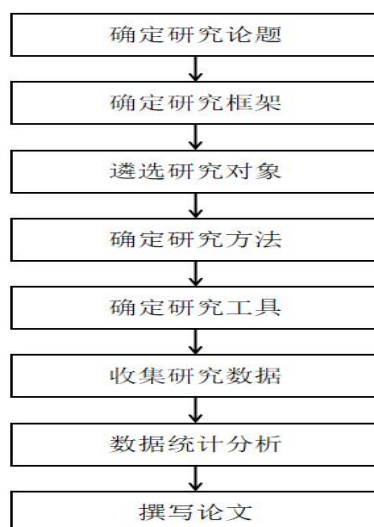 确定研究论题
确定研究框架
遴选研究对象
确定研究方法
确定研究工具
收集研究数据
数据统计分析
撰写论文